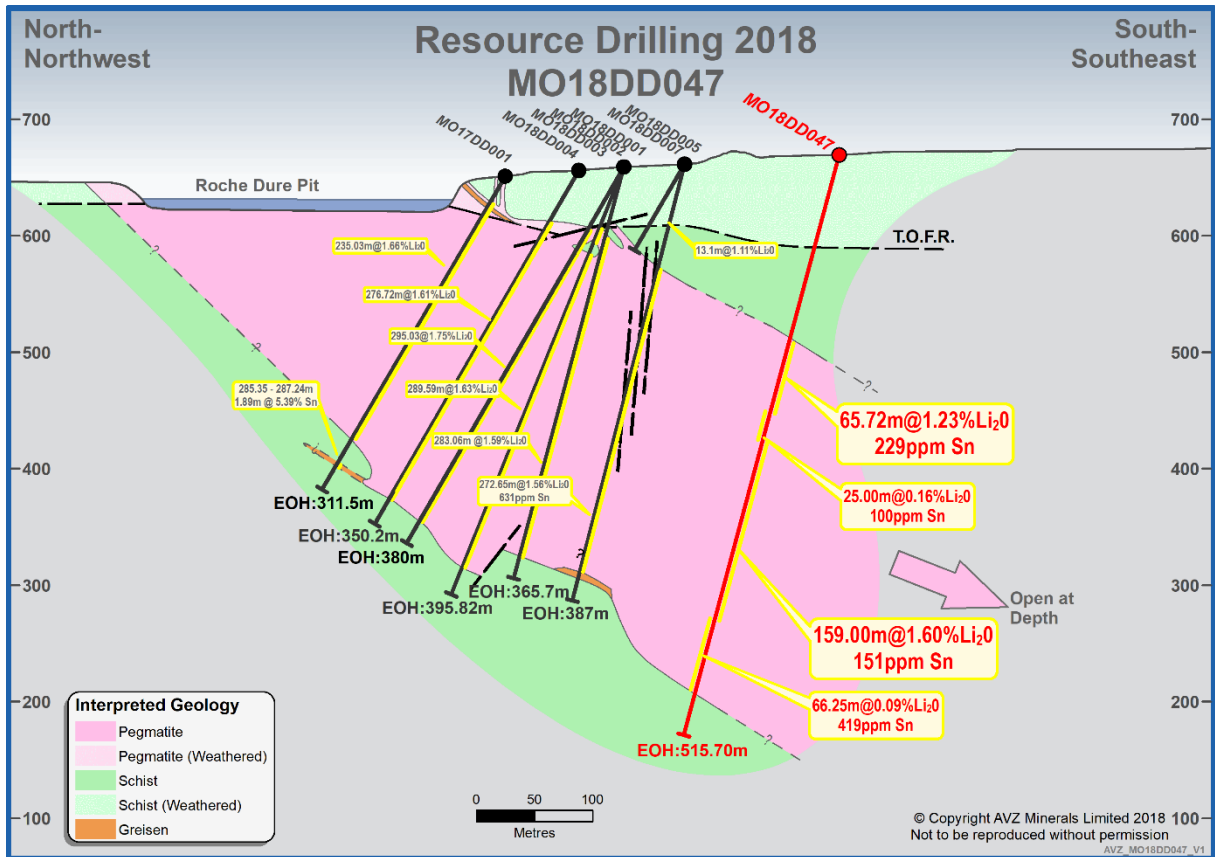 North-
Northwest
Resource Drilling 2018
MO18DD047
South-
Southeast
700
600
500
400
300
200
100
700
600
500
400
300
200
100
MO17DD001
MO18DD004
MO18DD003
MO18DD002
MO18DD001
MO18DD007
MO18DD005
MO18DD047
Roche Dure Pit
T.O.F.R.
235.03m@1.66%Li₂0
13.1m@1.11%Li₂0
276.72m@1.61%Li₂0
295.03@1.75%Li₂0
289.59m@1.63%Li₂0
283.06m @1.59%Li₂0
272.65m@1.56%Li₂0
631ppm Sn
285.35 - 287.24m
1.89m @ 5.39% Sn
65.72m@1.23%Li₂0
229ppm Sn
25.00m@0.16%Li₂0
100ppm Sn
159.00m@1.60%Li₂0
151ppm Sn
66.25m@0.09%Li₂0
419ppm Sn
?
?
?
?
?
EOH:311.5m
EOH:350.2m
EOH:380m
EOH:395.82m
EOH:365.7m
EOH:387m
EOH:515.70m
Open at
Depth
Interpreted Geology
Pegmatite
Pegmatite (Weathered)
Schist
Schist (Weathered)
Greisen
0 50 100
Metres
© Copyright AVZ Minerals Limited 2018
Not to be reproduced without permission
AVZ_MO18DD047_V1